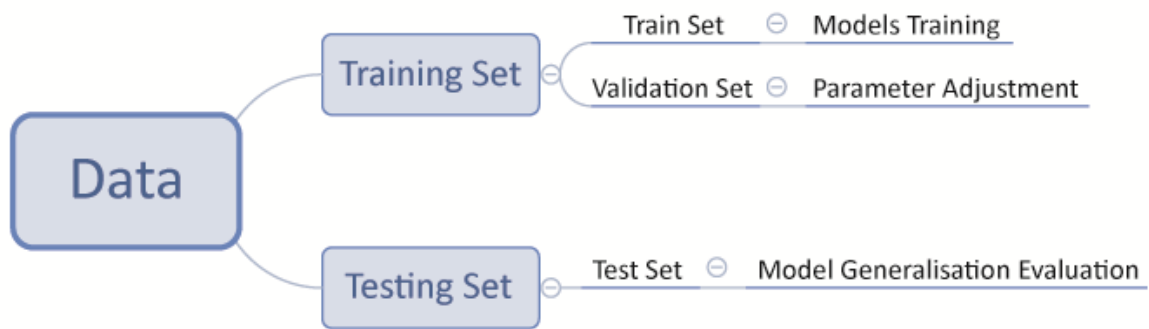 Data
Training Set
Train Set
Models Training
Validation Set
Parameter Adjustment
Testing Set
Test Set
Model Generalisation Evaluation